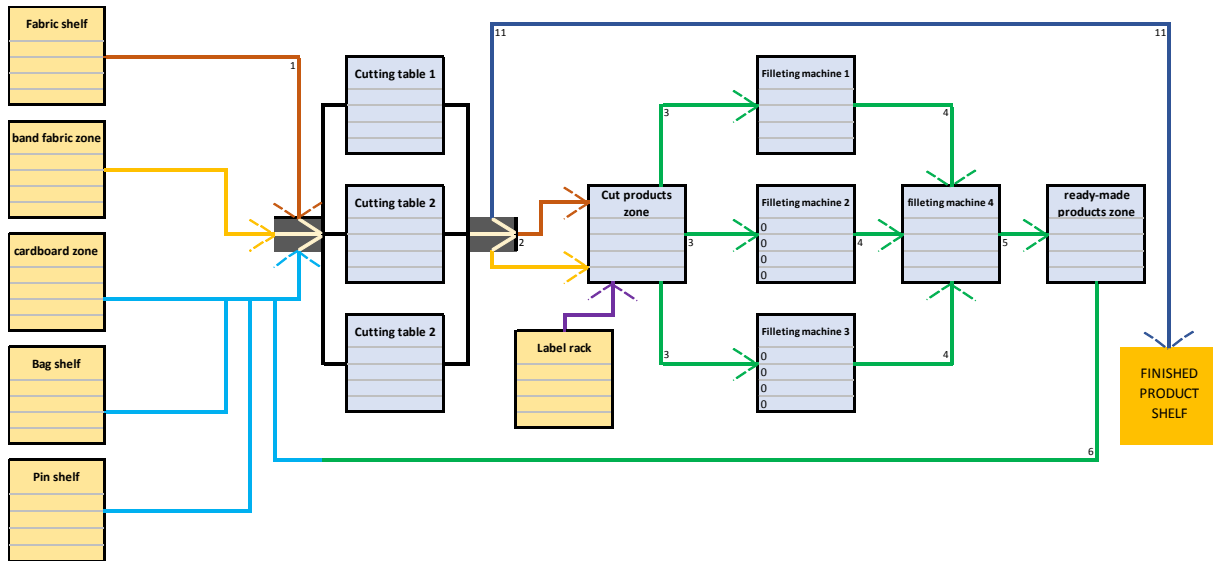 Fabric shelf
band fabric zone
cardboard zone
Bag shelf
Pin shelf
1
Cutting table 1
Cutting table 2
Cutting table 2
11
2
Cut products
zone
Label rack
3
3
3
Filleting machine 1
Filleting machine 2
0
0
0
0
Filleting machine 3
0
0
0
0
4
4
4
filleting machine 4
5
ready-made
products zone
6
11
FINISHED
PRODUCT
SHELF